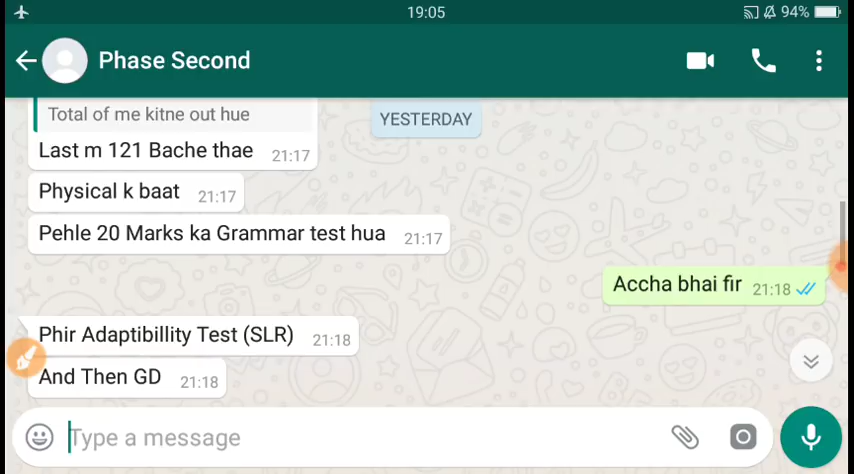 19:05
94%
Phase Second
Total of me kitne out hue
YESTERDAY
Last m 121 Bache thae 21:17
Physical k baat 21:17
Pehle 20 Marks ka Grammar test hua 21:17
Accha bhai fir 21:18
Phir Adaptibillity Test (SLR) 21:18
And Then GD 21:18
Type a message